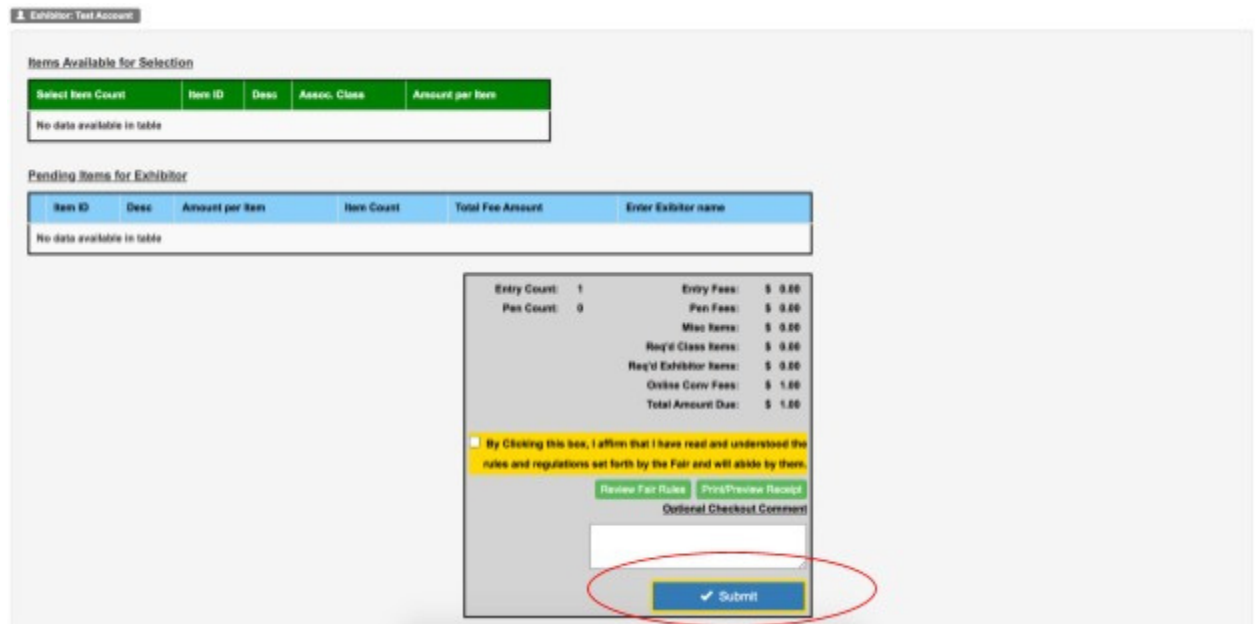 Exhibitor: Test Account
Items Available for Selection
Select Item Count Item ID Desc Assoc. Class Amount per Item
No data available in table
Pending Items for Exhibitor
Item ID Desc Amount per Item Item Count Total Fee Amount Enter Exibitor name
No data available in table
Entry Count: 1 Entry Fees: $ 0.00
Pen Count: 0 Pen Fees: $ 0.00
Misc Items: $ 0.00
Req'd Class Items: $ 0.00
Req'd Exhibitor Items: $ 0.00
Online Conv Fees: $ 1.00
Total Amount Due: $ 1.00
By Clicking this box, I affirm that I have read and understood the
rules and regulations set forth by the Fair and will abide by them.
Review Fair Rules Print/Preview Receipt
Optional Checkout Comment
Submit